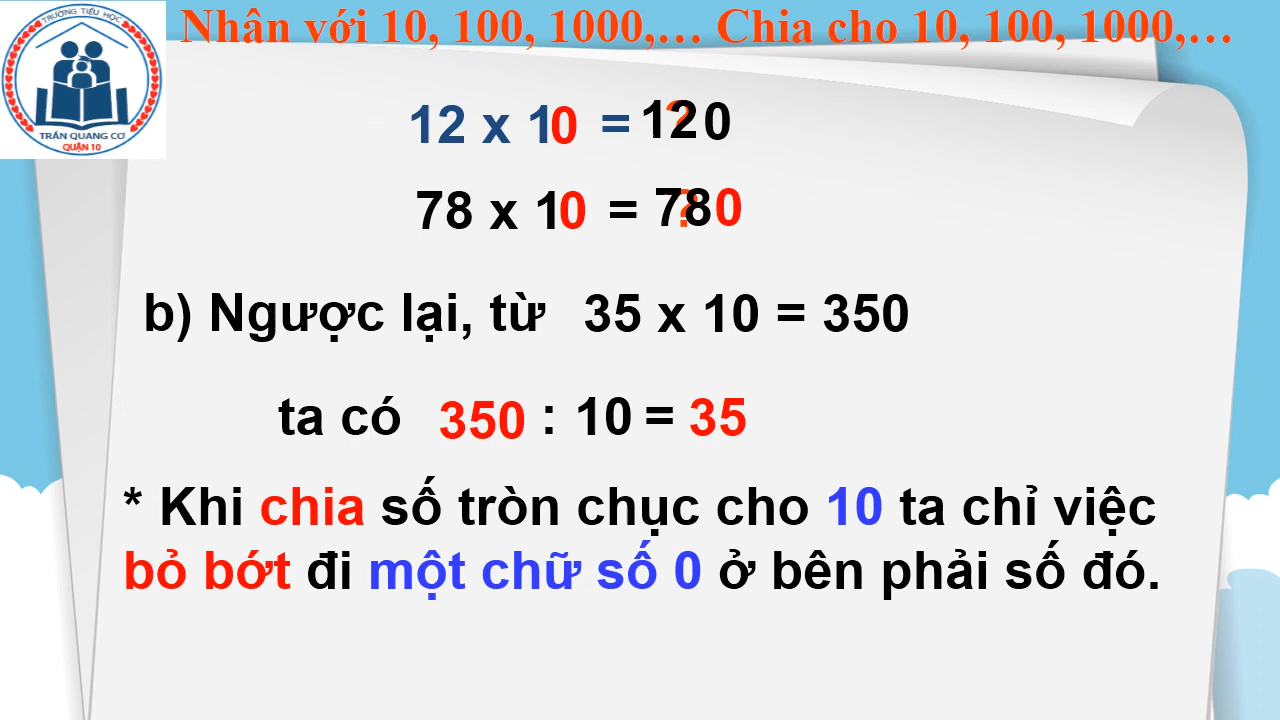 Nhân với 10, 100, 1000,… Chia cho 10, 100, 1000,…
TRƯỜNG TIỂU HỌC
TRẦN QUANG CƠ
QUẬN 10
12 x 10 = 120
78 x 10 = 780
b) Ngược lại, từ 35 x 10 = 350
ta có 350 : 10 = 35
* Khi chia số tròn chục cho 10 ta chỉ việc
bỏ bớt đi một chữ số 0 ở bên phải số đó.